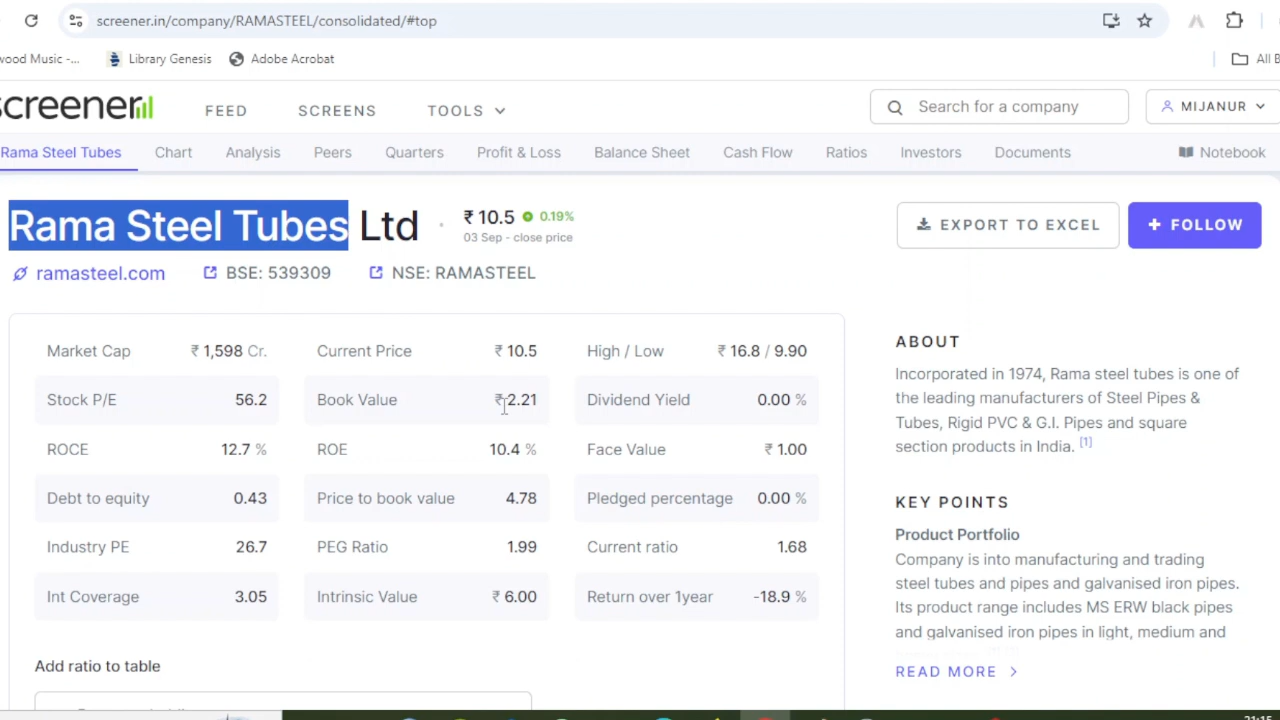 screener.in/company/RAMASTEEL/consolidated/#top
wood Music -... Library Genesis Adobe Acrobat All B
screener FEED SCREENS TOOLS Search for a company MIJANUR
Rama Steel Tubes Chart Analysis Peers Quarters Profit & Loss Balance Sheet Cash Flow Ratios Investors Documents Notebook
Rama Steel Tubes Ltd · ₹ 10.5 0.19%
03 Sep - close price
EXPORT TO EXCEL + FOLLOW
ramasteel.com BSE: 539309 NSE: RAMASTEEL
Market Cap ₹ 1,598 Cr. Current Price ₹ 10.5 High / Low ₹ 16.8 / 9.90
Stock P/E 56.2 Book Value ₹ 2.21 Dividend Yield 0.00 %
ROCE 12.7 % ROE 10.4 % Face Value ₹ 1.00
Debt to equity 0.43 Price to book value 4.78 Pledged percentage 0.00 %
Industry PE 26.7 PEG Ratio 1.99 Current ratio 1.68
Int Coverage 3.05 Intrinsic Value ₹ 6.00 Return over 1year -18.9 %
Add ratio to table
ABOUT
Incorporated in 1974, Rama steel tubes is one of
the leading manufacturers of Steel Pipes &
Tubes, Rigid PVC & G.I. Pipes and square
section products in India. [1]
KEY POINTS
Product Portfolio
Company is into manufacturing and trading
steel tubes and pipes and galvanised iron pipes.
Its product range includes MS ERW black pipes
and galvanised iron pipes in light, medium and
READ MORE >